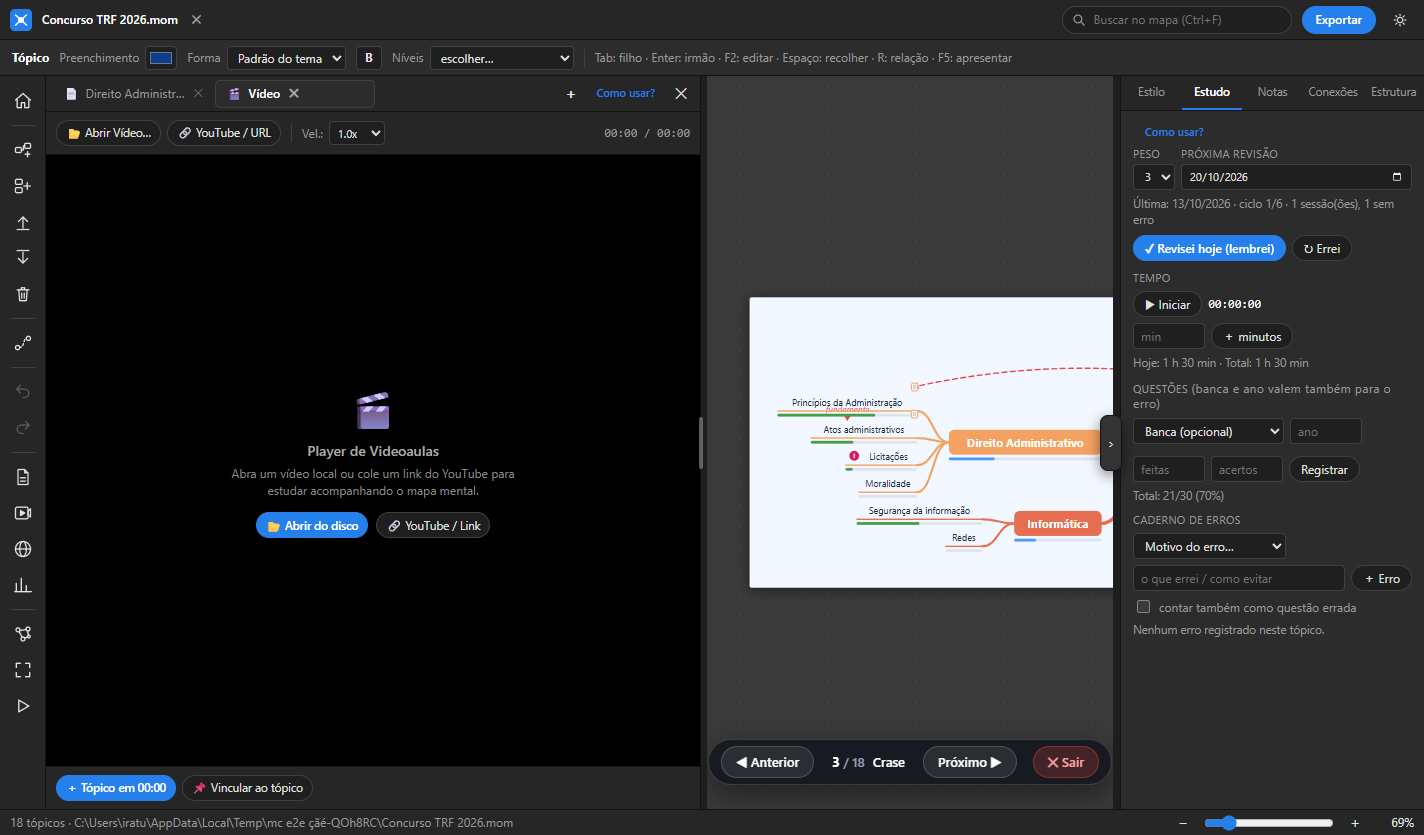 Concurso TRF 2026.mom
Buscar no mapa (Ctrl+F)
Exportar
Tópico Preenchimento Forma Padrão do tema B Níveis escolher... Tab: filho · Enter: irmão · F2: editar · Espaço: recolher · R: relação · F5: apresentar
Direito Administr...
Vídeo
+ Como usar?
Abrir Vídeo...
YouTube / URL
Vel.: 1.0x
00:00 / 00:00
Player de Videoaulas
Abra um vídeo local ou cole um link do YouTube para
estudar acompanhando o mapa mental.
Abrir do disco
YouTube / Link
+ Tópico em 00:00
Vincular ao tópico
Princípios da Administração
fundamenta
Atos administrativos
Licitações
Moralidade
Direito Administrativo
Segurança da informação
Redes
Informática
Anterior
3 / 18 Crase
Próximo
Sair
Estilo Estudo Notas Conexões Estrutura
Como usar?
PESO PRÓXIMA REVISÃO
3 20/10/2026
Última: 13/10/2026 · ciclo 1/6 · 1 sessão(ões), 1 sem
erro
✓ Revisei hoje (lembrei)
↻ Errei
TEMPO
▶ Iniciar 00:00:00
min + minutos
Hoje: 1 h 30 min · Total: 1 h 30 min
QUESTÕES (banca e ano valem também para o
erro)
Banca (opcional) ano
feitas acertos Registrar
Total: 21/30 (70%)
CADERNO DE ERROS
Motivo do erro...
o que errei / como evitar + Erro
contar também como questão errada
Nenhum erro registrado neste tópico.
18 tópicos · C:\Users\iratu\AppData\Local\Temp\mc e2e çãé-QOh8RC\Concurso TRF 2026.mom
− + 69%